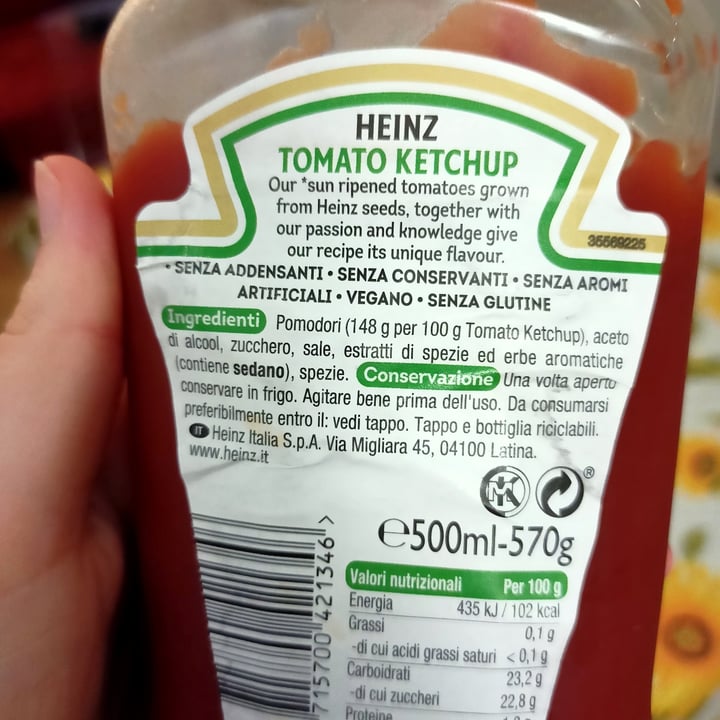 HEINZ
TOMATO KETCHUP
Our *sun ripened tomatoes grown
from Heinz seeds, together with
our passion and knowledge give
our recipe its unique flavour.
35569225
• SENZA ADDENSANTI • SENZA CONSERVANTI • SENZA AROMI
ARTIFICIALI • VEGANO • SENZA GLUTINE
Ingredienti Pomodori (148 g per 100 g Tomato Ketchup), aceto
di alcool, zucchero, sale, estratti di spezie ed erbe aromatiche
(contiene sedano), spezie. Conservazione Una volta aperto
conservare in frigo. Agitare bene prima dell'uso. Da consumarsi
preferibilmente entro il: vedi tappo. Tappo e bottiglia riciclabili.
IT Heinz Italia S.p.A. Via Migliara 45, 04100 Latina.
www.heinz.it
®
℮500ml-570g
715700 421346 >
Valori nutrizionali Per 100 g
Energia 435 kJ / 102 kcal
Grassi 0,1 g
-di cui acidi grassi saturi < 0,1 g
Carboidrati 23,2 g
-di cui zuccheri 22,8 g
Proteine